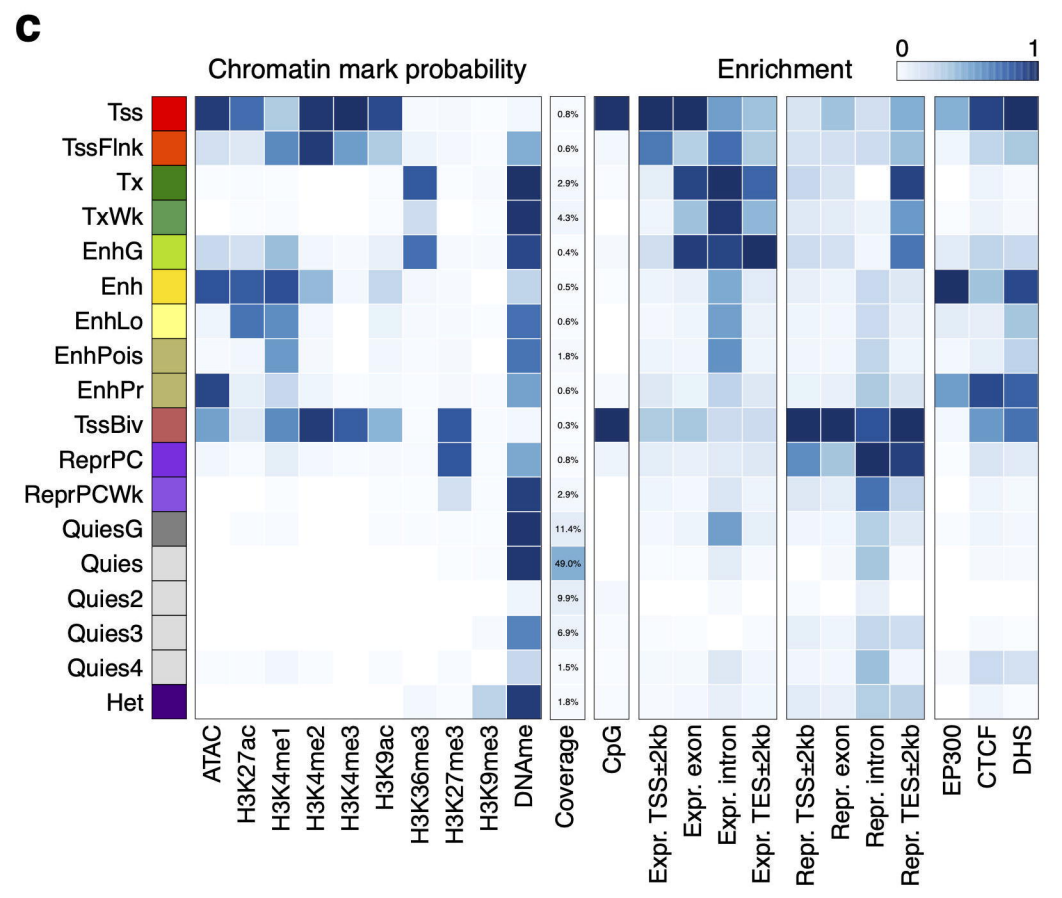 c
Chromatin mark probability
Enrichment
0 1
Tss 0.8%
TssFlnk 0.6%
Tx 2.9%
TxWk 4.3%
EnhG 0.4%
Enh 0.5%
EnhLo 0.6%
EnhPois 1.8%
EnhPr 0.6%
TssBiv 0.3%
ReprPC 0.8%
ReprPCWk 2.9%
QuiesG 11.4%
Quies 49.0%
Quies2 9.9%
Quies3 6.9%
Quies4 1.5%
Het 1.8%
ATAC
H3K27ac
H3K4me1
H3K4me2
H3K4me3
H3K9ac
H3K36me3
H3K27me3
H3K9me3
DNAme
Coverage
CpG
Expr. TSS±2kb
Expr. exon
Expr. intron
Expr. TES±2kb
Repr. TSS±2kb
Repr. exon
Repr. intron
Repr. TES±2kb
EP300
CTCF
DHS